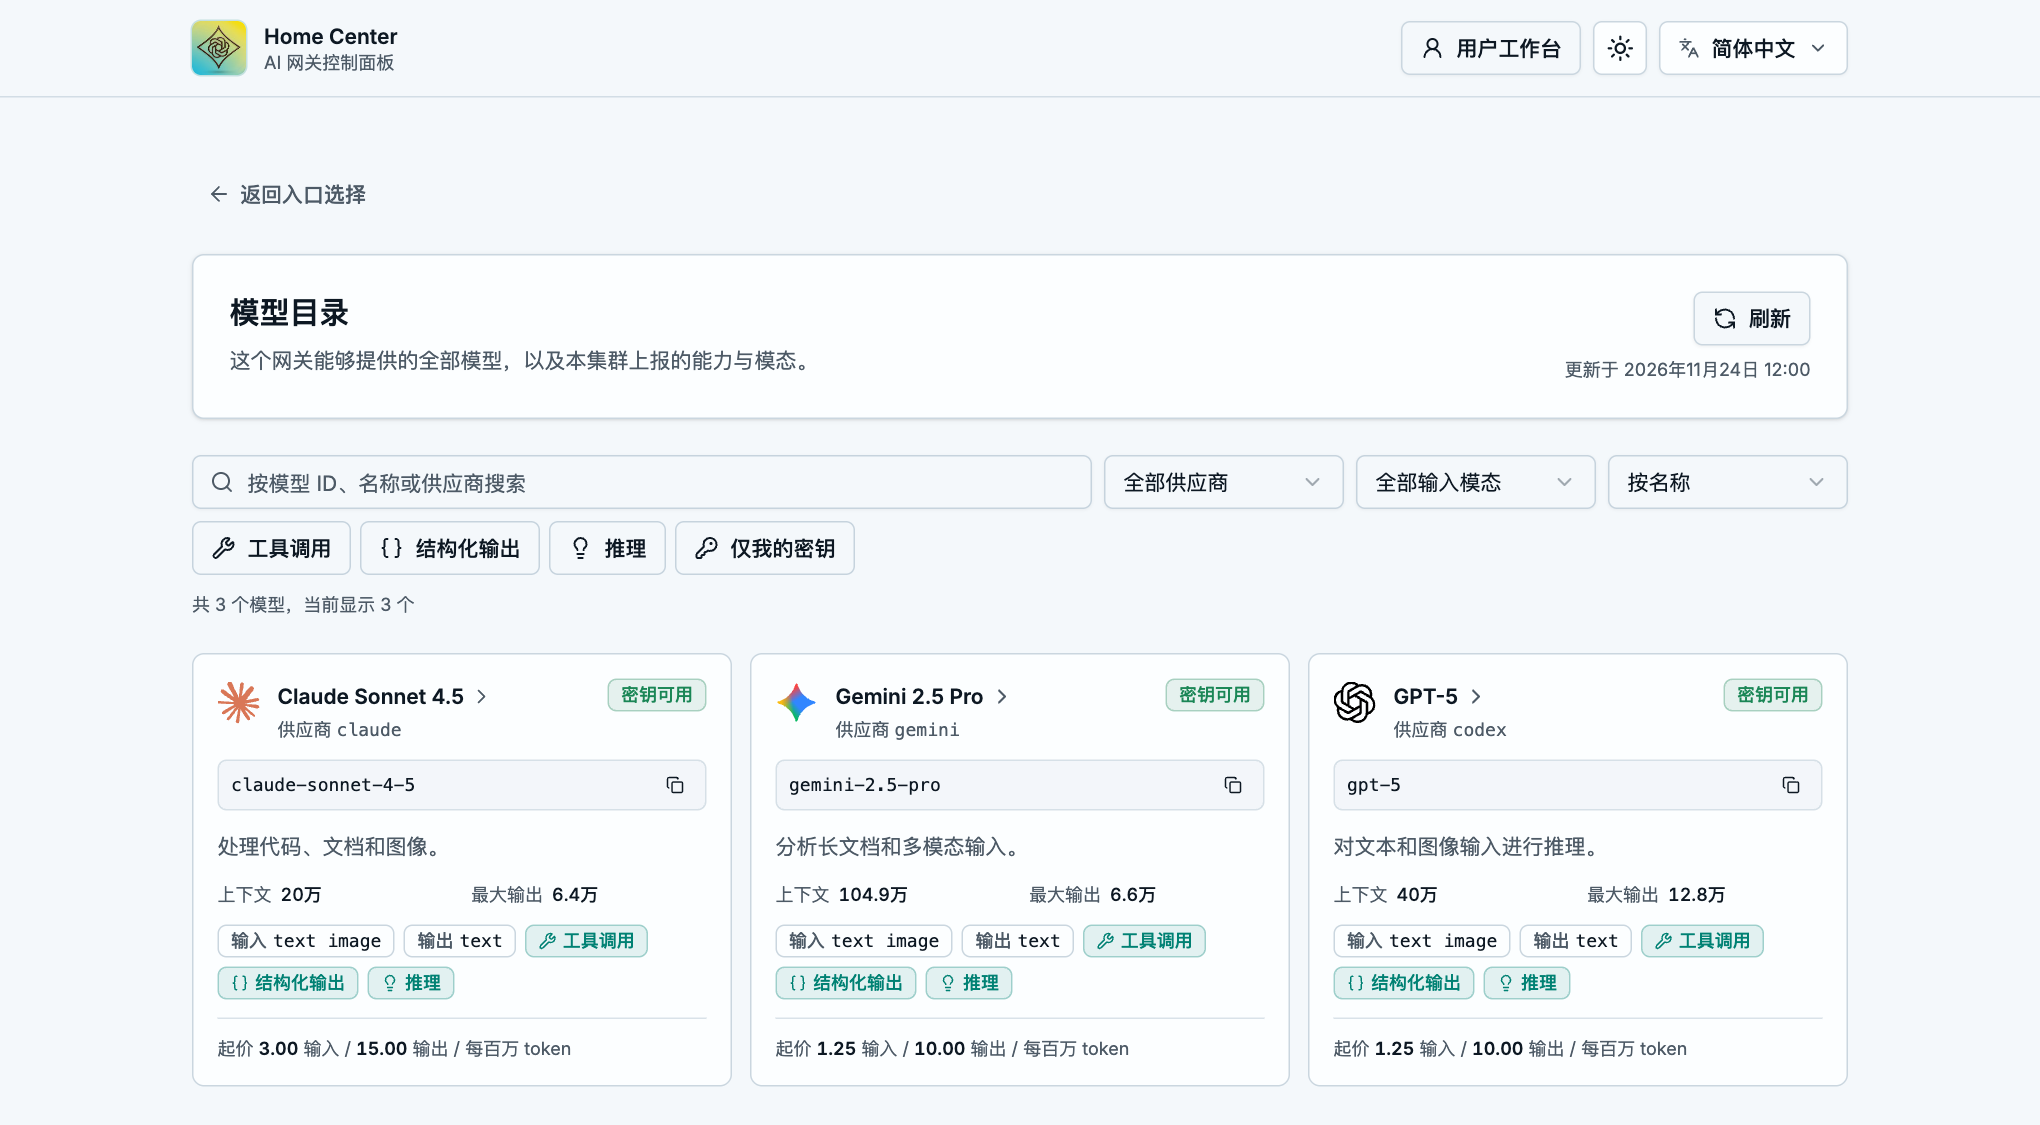 Home Center
AI 网关控制面板
用户工作台
简体中文
返回入口选择
模型目录
这个网关能够提供的全部模型，以及本集群上报的能力与模态。
刷新
更新于 2026年11月24日 12:00
按模型 ID、名称或供应商搜索
全部供应商
全部输入模态
按名称
工具调用
{} 结构化输出
推理
仅我的密钥
共 3 个模型，当前显示 3 个
Claude Sonnet 4.5
密钥可用
供应商 claude
claude-sonnet-4-5
处理代码、文档和图像。
上下文 20万
最大输出 6.4万
输入 text image
输出 text
工具调用
{} 结构化输出
推理
起价 3.00 输入 / 15.00 输出 / 每百万 token
Gemini 2.5 Pro
密钥可用
供应商 gemini
gemini-2.5-pro
分析长文档和多模态输入。
上下文 104.9万
最大输出 6.6万
输入 text image
输出 text
工具调用
{} 结构化输出
推理
起价 1.25 输入 / 10.00 输出 / 每百万 token
GPT-5
密钥可用
供应商 codex
gpt-5
对文本和图像输入进行推理。
上下文 40万
最大输出 12.8万
输入 text image
输出 text
工具调用
{} 结构化输出
推理
起价 1.25 输入 / 10.00 输出 / 每百万 token